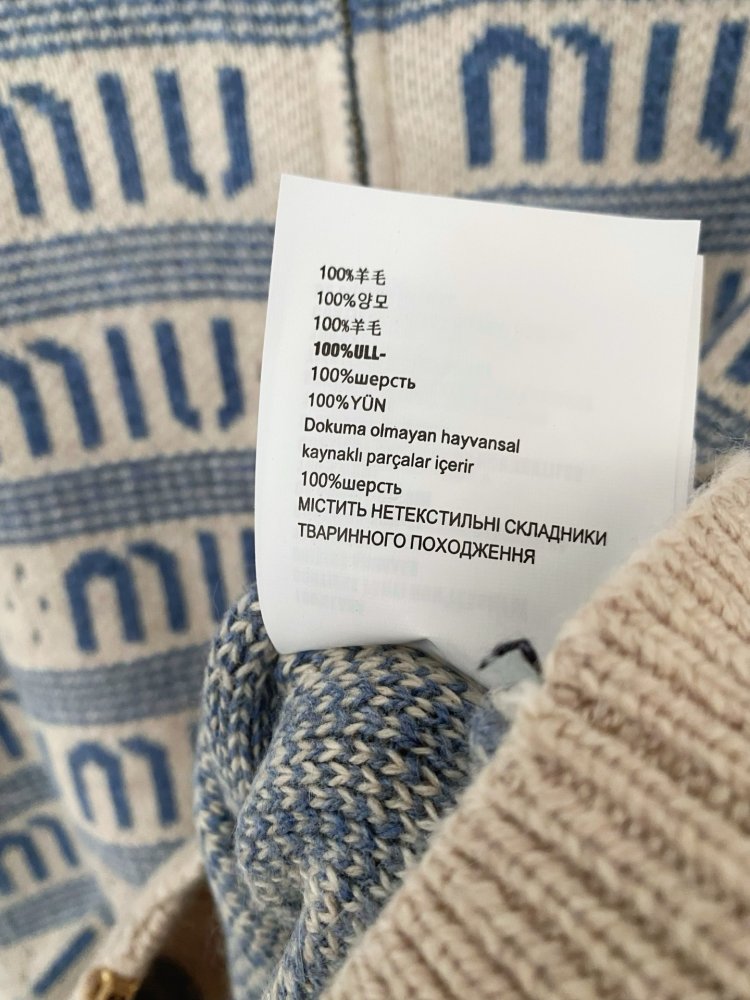 100%羊毛
100%양모
100%羊毛
100%ULL-
100%шерсть
100%YÜN
Dokuma olmayan hayvansal
kaynaklı parçalar içerir
100%шерсть
МІСТИТЬ НЕТЕКСТИЛЬНІ СКЛАДНИКИ
ТВАРИННОГО ПОХОДЖЕННЯ